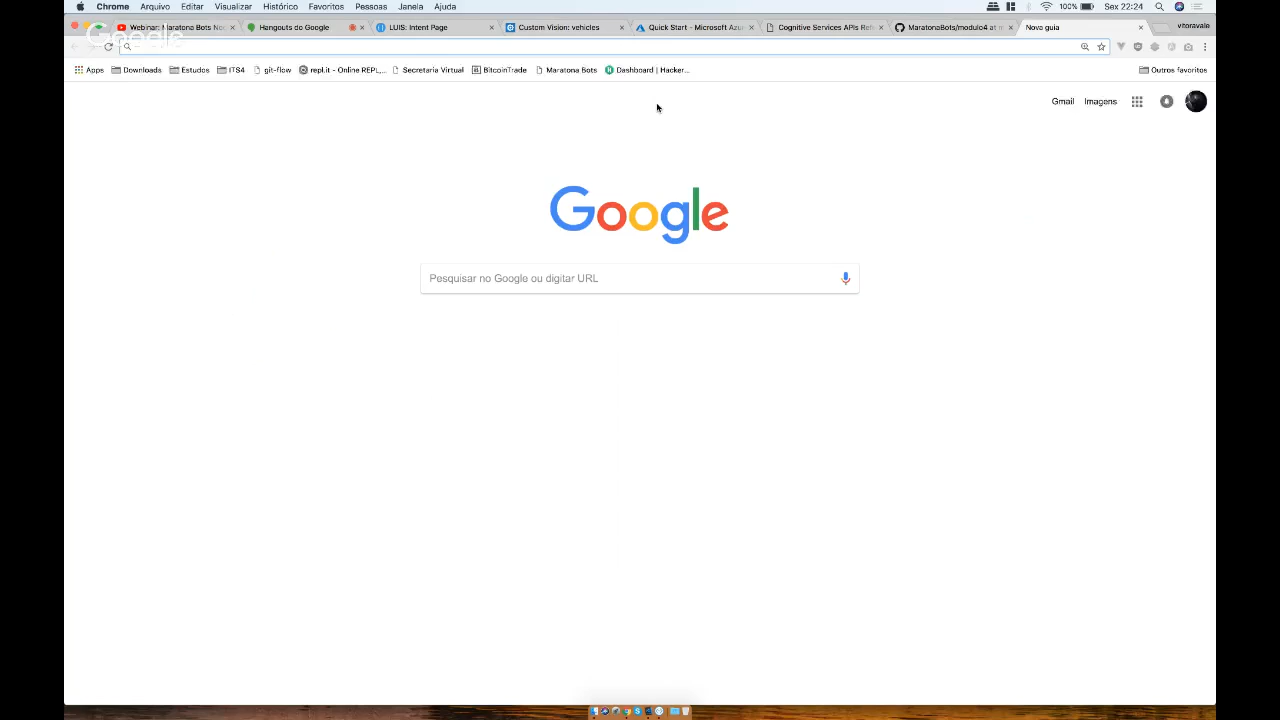 Chrome Arquivo Editar Visualizar Histórico Favoritos Pessoas Janela Ajuda 100% Sex 22:24
Webinar: Maratona Bots Noc Hangouts do Google LUIS: Intent Page Custom Vision: vehicles Quick Start - Microsoft Azu Cognitive Services APIs Ref MaratonaBots/modulo4 at m Nova guia vitoravale
Google
Apps Downloads Estudos ITS4 git-flow repl.it - Online REPL,... Secretaria Virtual BitcoinTrade Maratona Bots Dashboard | Hacker... Outros favoritos
Gmail Imagens
Google
Pesquisar no Google ou digitar URL